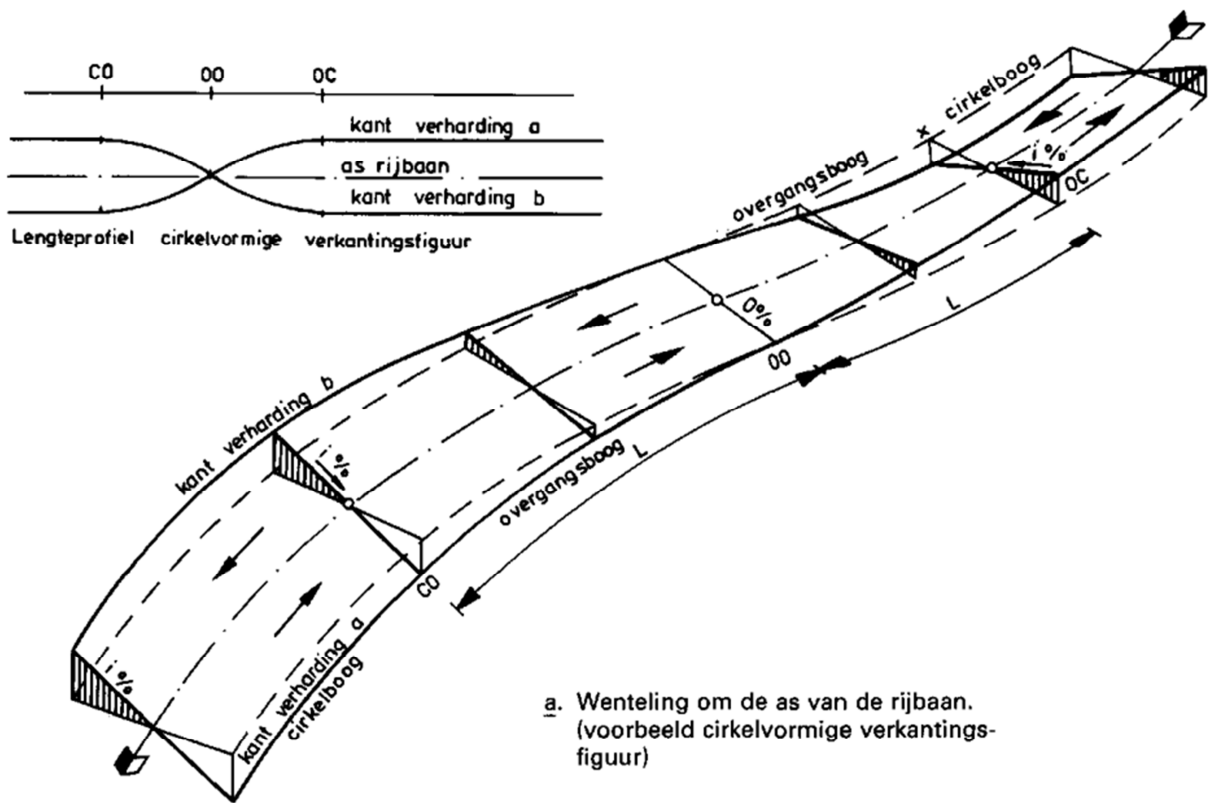 CO OO OC
kant verharding a
as rijbaan
kant verharding b
Lengteprofiel cirkelvormige verkantingsfiguur
x cirkelboog
i%
overgangsboog
OC
L
0%
OO
kant verharding b
i%
L
overgangsboog
CO
i%
kant verharding a
cirkelboog
a. Wenteling om de as van de rijbaan.
(voorbeeld cirkelvormige verkantings-
figuur)